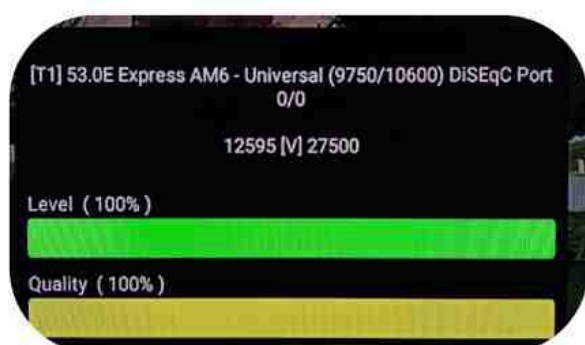 [T1] 53.0E Express AM6 - Universal (9750/10600) DiSEqC Port
0/0
12595 [V] 27500
Level ( 100% )
Quality ( 100% )